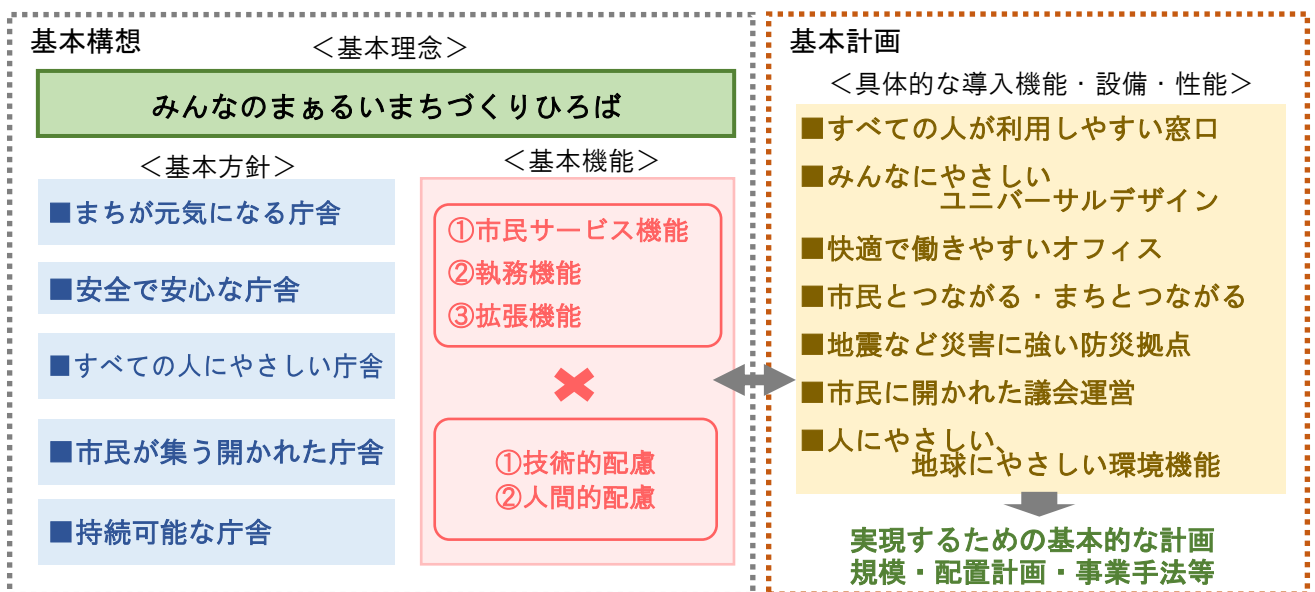 基本構想
＜基本理念＞
みんなのまぁるいまちづくりひろば
＜基本方針＞
■まちが元気になる庁舎
■安全で安心な庁舎
■すべての人にやさしい庁舎
■市民が集う開かれた庁舎
■持続可能な庁舎
＜基本機能＞
①市民サービス機能
②執務機能
③拡張機能
①技術的配慮
②人間的配慮
基本計画
＜具体的な導入機能・設備・性能＞
■すべての人が利用しやすい窓口
■みんなにやさしい
ユニバーサルデザイン
■快適で働きやすいオフィス
■市民とつながる・まちとつながる
■地震など災害に強い防災拠点
■市民に開かれた議会運営
■人にやさしい、
地球にやさしい環境機能
実現するための基本的な計画
規模・配置計画・事業手法等